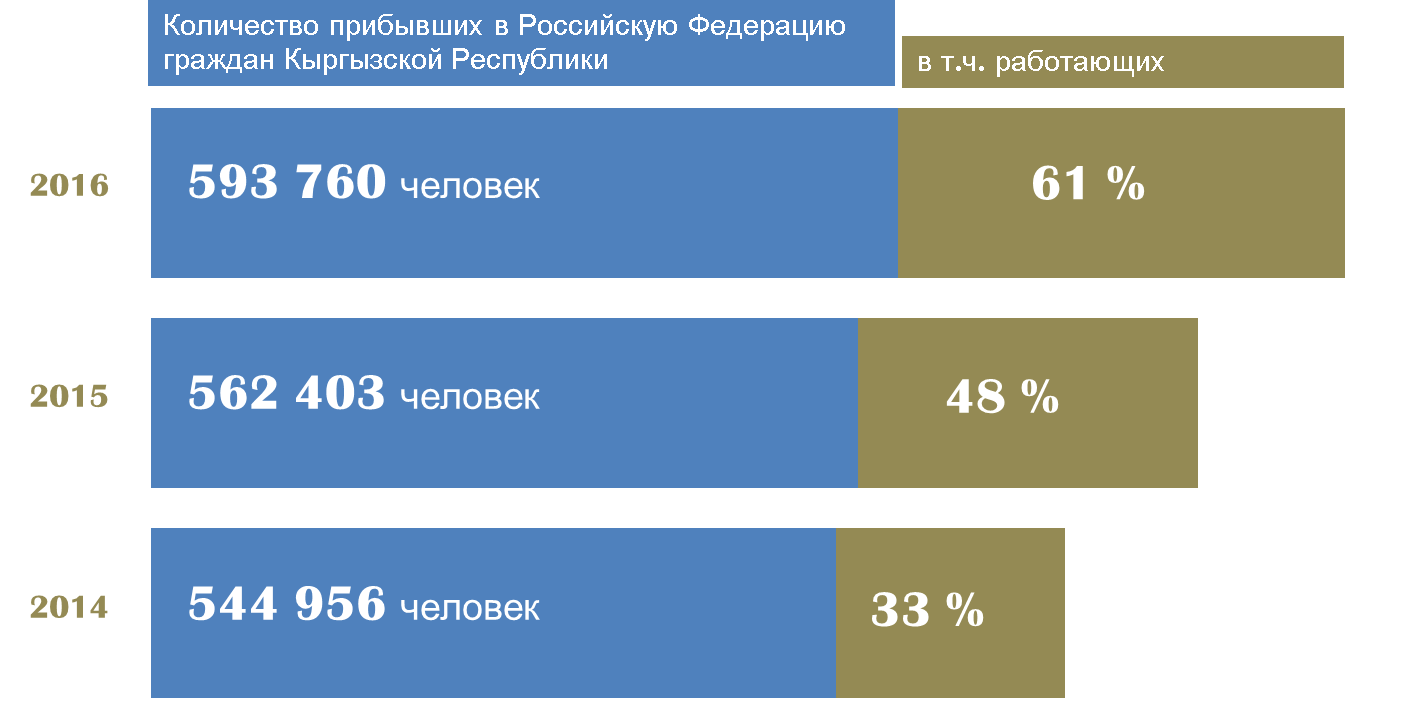 Количество прибывших в Российскую Федерацию
граждан Кыргызской Республики
в т.ч. работающих
2016
593 760 человек
61 %
2015
562 403 человек
48 %
2014
544 956 человек
33 %